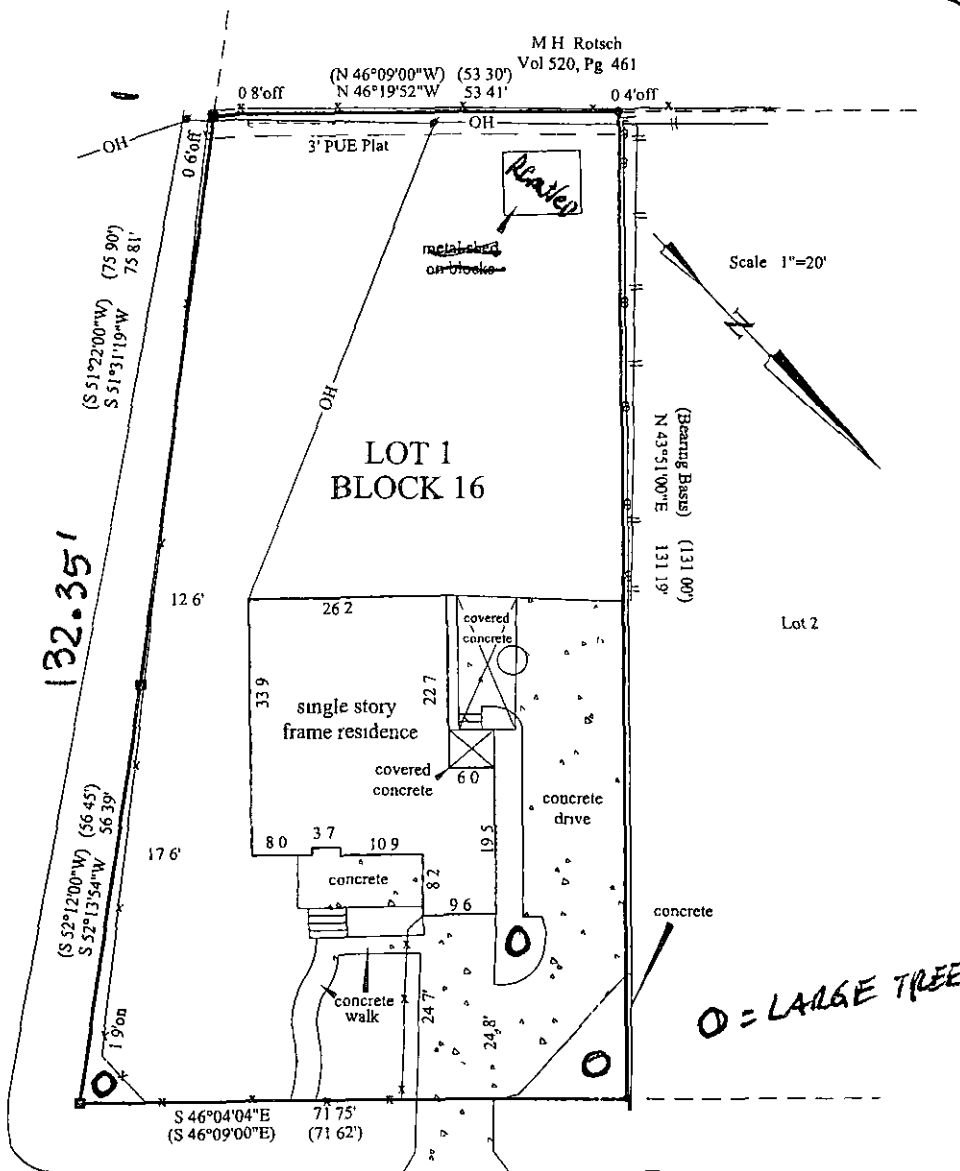 M H Rotsch
Vol 520, Pg 461
(N 46°09'00"W) (53 30')
N 46°19'52"W 53 41'
0 8'off
0 4'off
OH
OH
3' PUE Plat
0 6'off
metal shed
on blocks
Scale 1"=20'
N
(75 90')
75 81'
(S 51°22'00"W)
S 51°31'19"W
OH
LOT 1
BLOCK 16
(Bearing Basis) (131 00')
N 43°51'00"E 131 19'
132.35'
12 6'
26 2
covered
concrete
Lot 2
33 9
22 7
single story
frame residence
covered
concrete
6 0
concrete
drive
(56 45')
56 39'
(S 52°12'00"W)
S 52°13'54"W
17 6'
8 0
3 7
10 9
19 5
concrete
8 2
9 6
concrete
concrete
walk
24 7'
24,8'
O = LARGE TREE
1 9'on
S 46°04'04"E 71 75'
(S 46°09'00"E) (71 62')